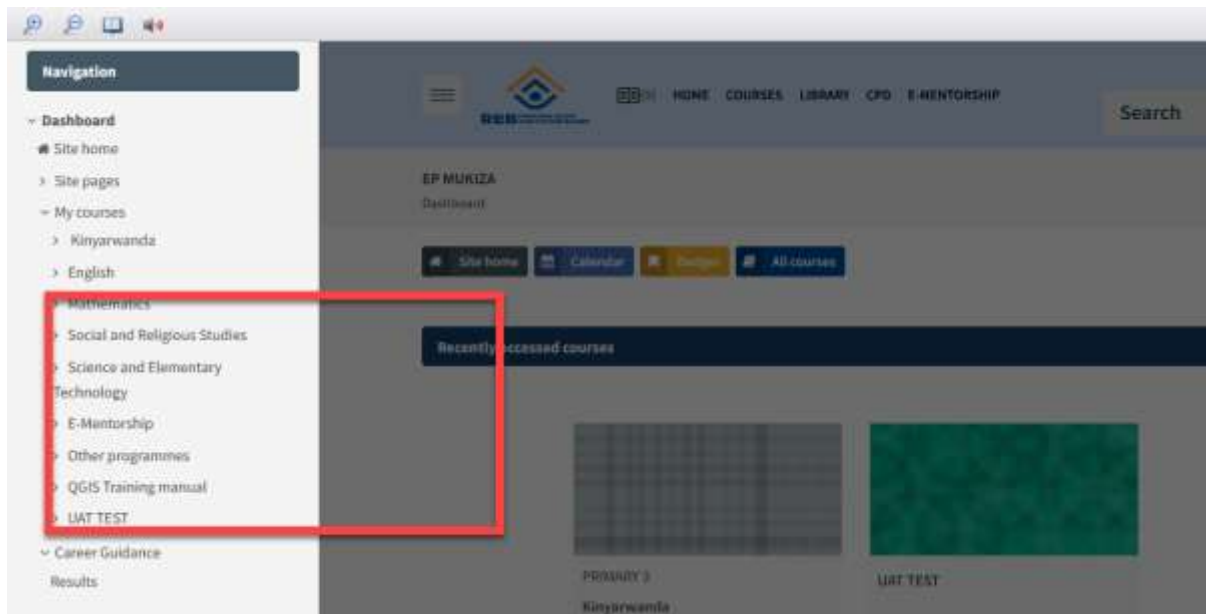 Navigation
Dashboard
Site home
Site pages
My courses
Kinyarwanda
English
Mathematics
Social and Religious Studies
Science and Elementary
Technology
E-Mentorship
Other programmes
QGIS Training manual
UAT TEST
Career Guidance
Results
HOME COURSES LIBRARY CPD E-MENTORSHIP
Search
REB
EP MUKIZA
Dashboard
Site home Calendar Badges All courses
Recently accessed courses
PRIMARY 3
Kinyarwanda
UAT TEST